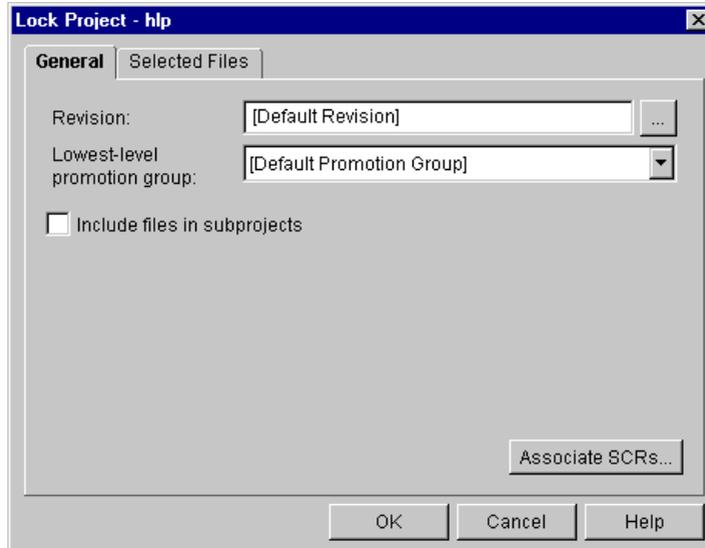 Lock Project - hlp
General Selected Files
Revision: [Default Revision] ...
Lowest-level
promotion group: [Default Promotion Group]
Include files in subprojects
Associate SCRs...
OK Cancel Help